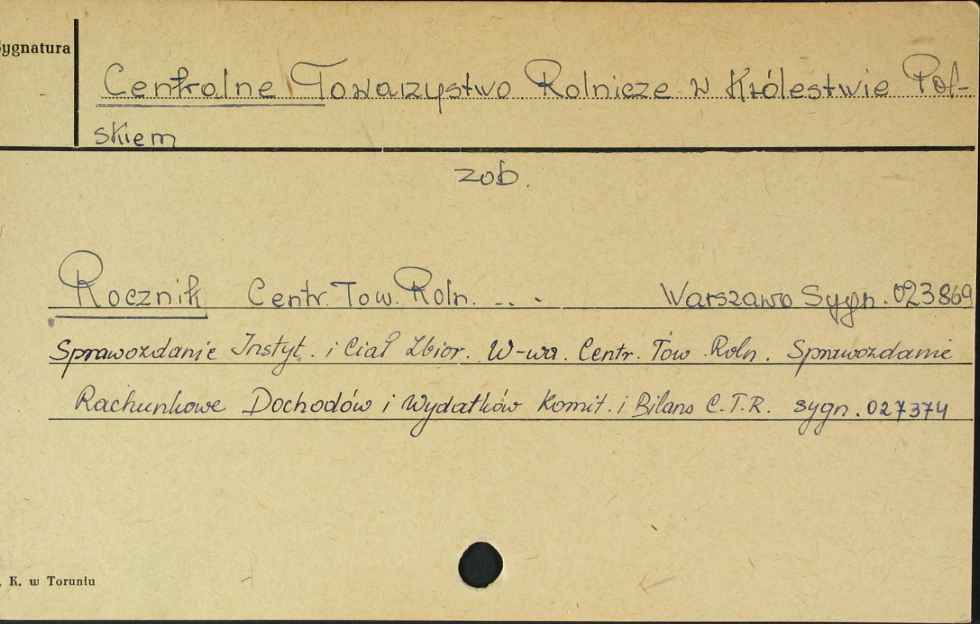 Sygnatura
Centralne Towarzystwo Rolnicze w Królestwie Pol-
skiem
zob.
Rocznik Centr. Tow. Roln. ... Warszawa Sygn. 023869
Sprawozdanie Instyt. i Ciał Zbior. W-wa. Centr. Tow. Roln. Sprawozdanie
Rachunkowe Dochodów i Wydatków Komit. i Bilans C.T.R. sygn. 027374
. K. w Toruniu